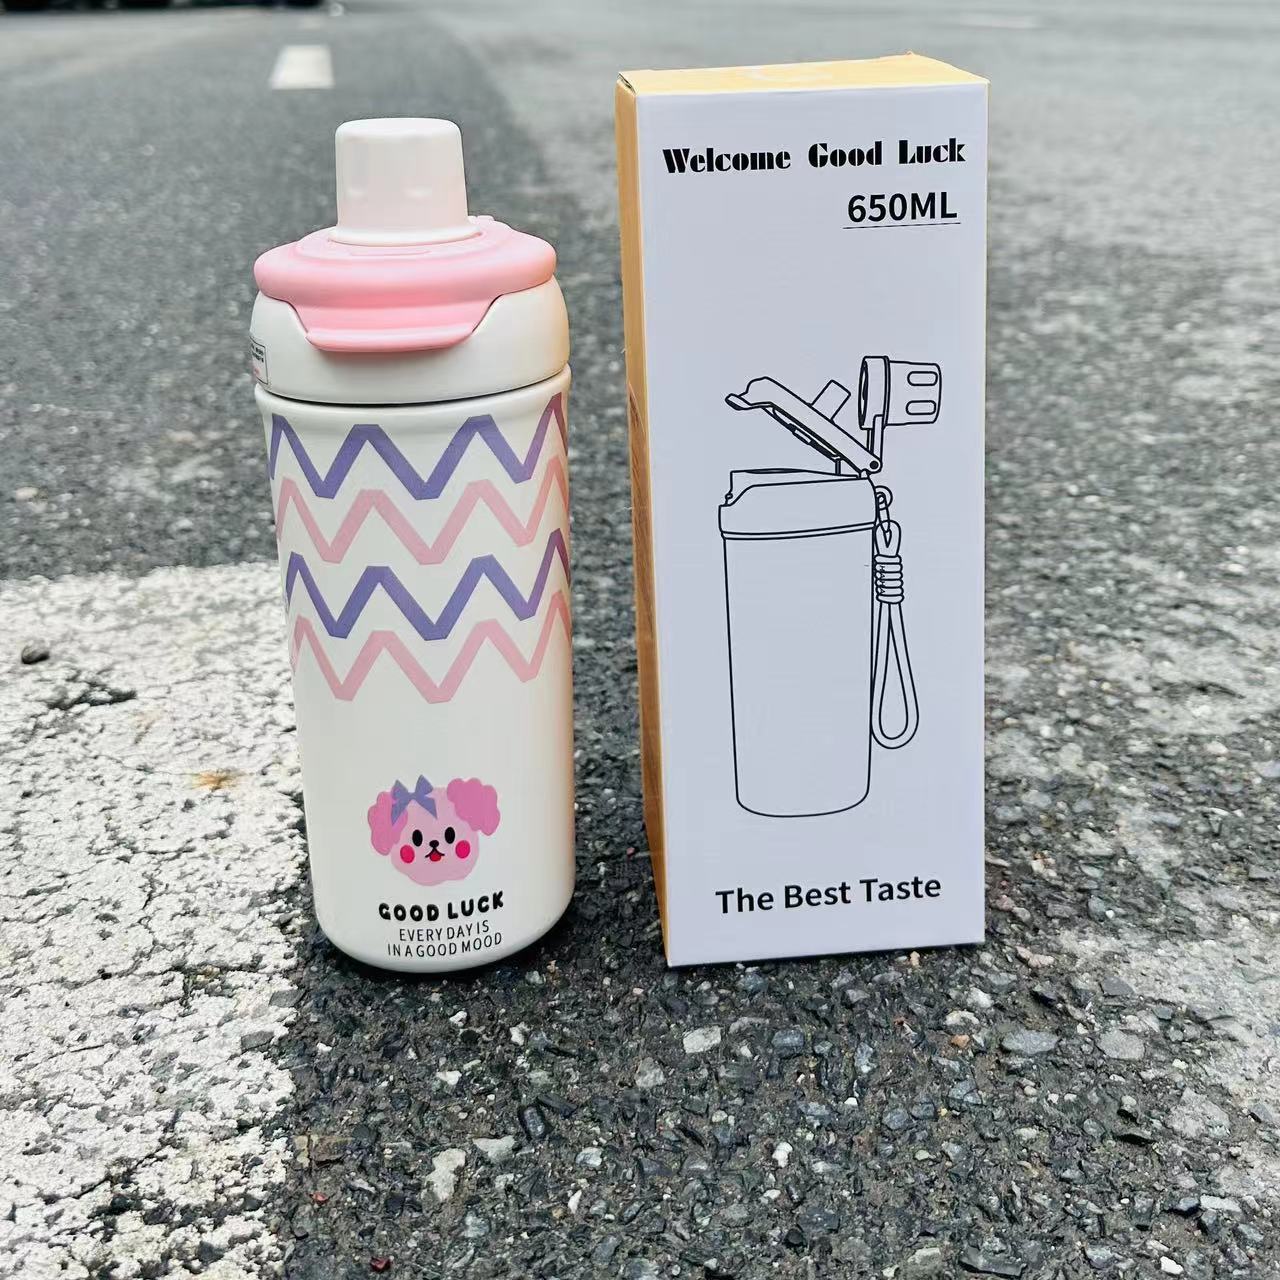 Welcome Good Luck
650ML
The Best Taste
GOOD LUCK
EVERY DAY IS
IN A GOOD MOOD